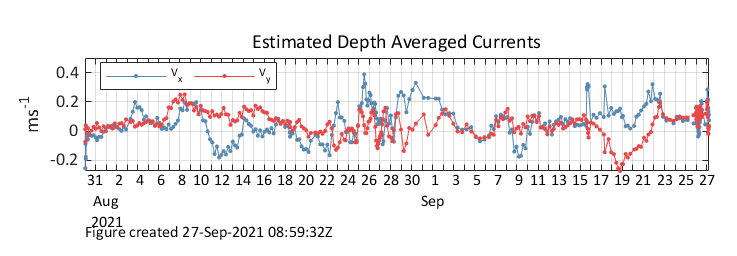 Estimated Depth Averaged Currents
Vx Vy
ms-1
0.4
0.2
0
-0.2
31 2 4 6 8 10 12 14 16 18 20 22 24 26 28 30 1 3 5 7 9 11 13 15 17 19 21 23 25 27
Aug Sep
2021
Figure created 27-Sep-2021 08:59:32Z